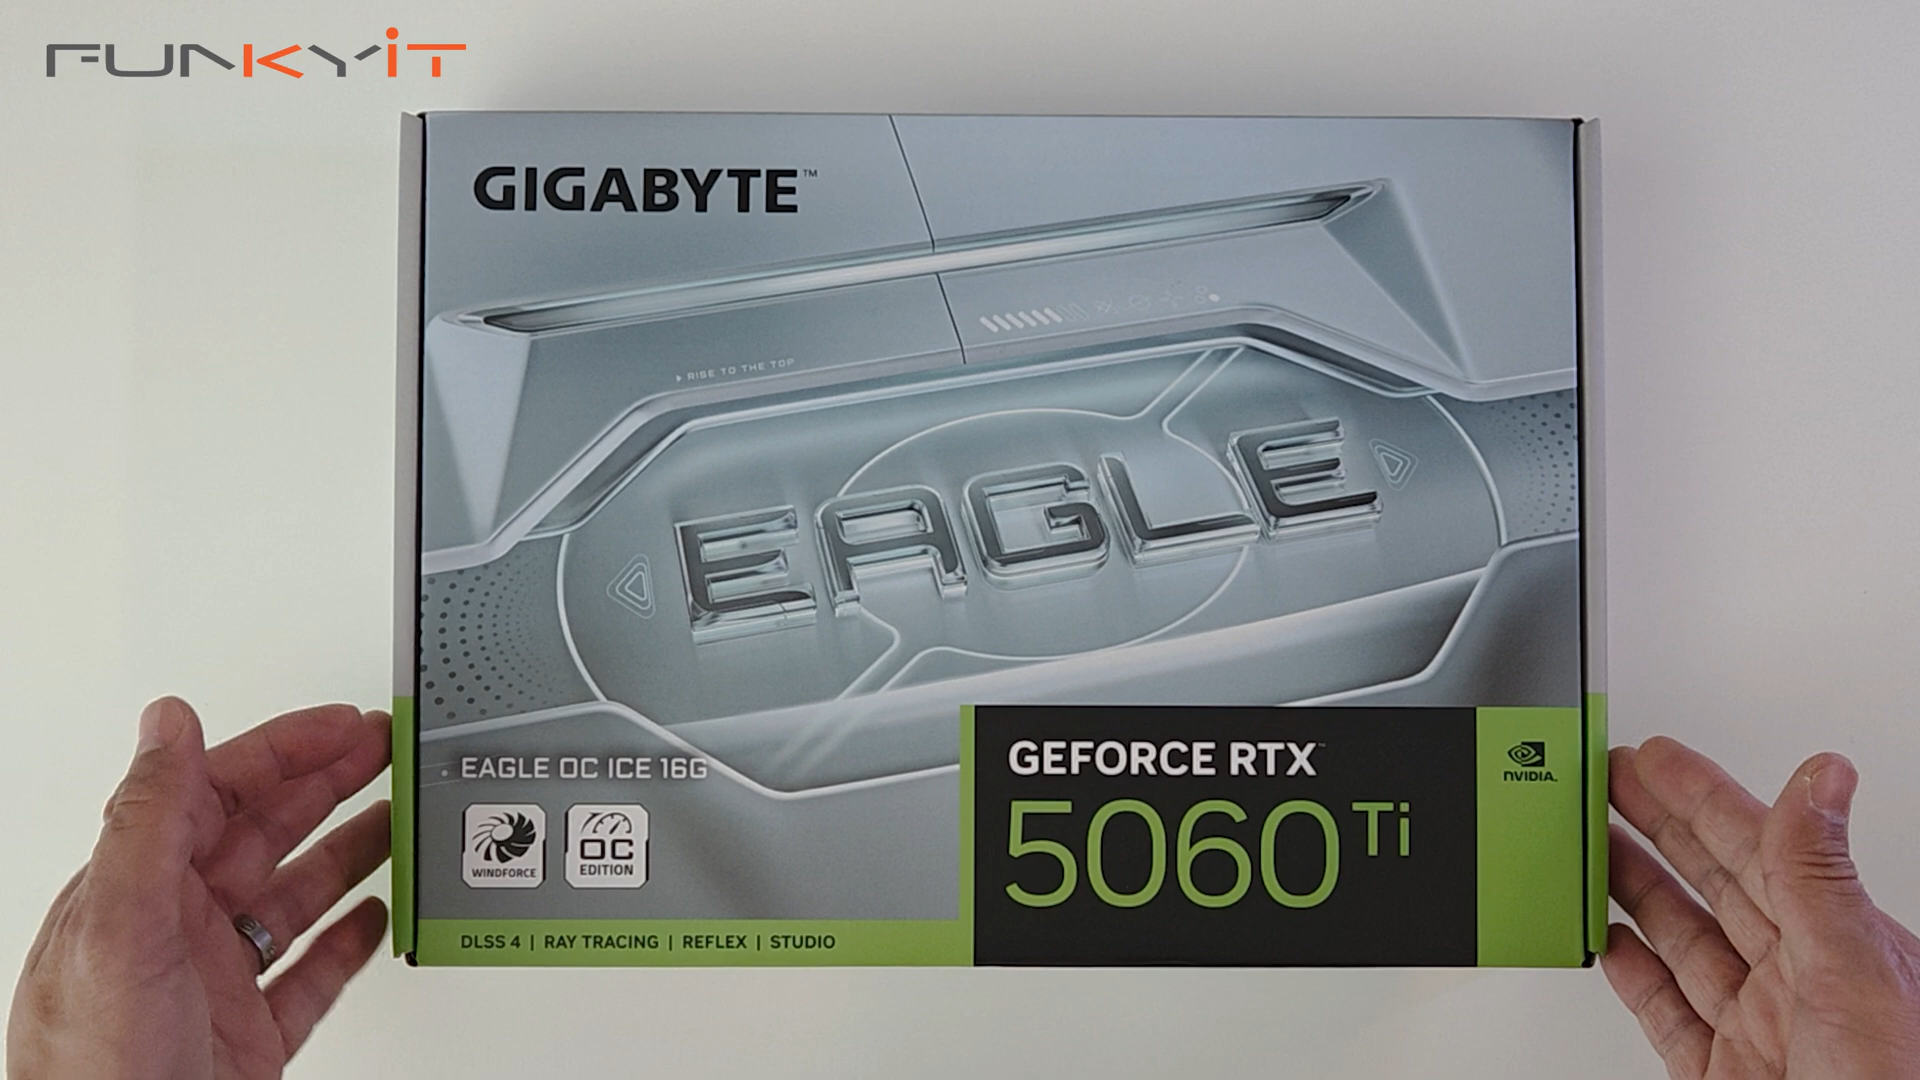 FUNKYiT
GIGABYTE™
RISE TO THE TOP
EAGLE
EAGLE OC ICE 16G
WINDFORCE
OC
EDITION
GEFORCE RTX™
5060 Ti
NVIDIA.
DLSS 4 | RAY TRACING | REFLEX | STUDIO